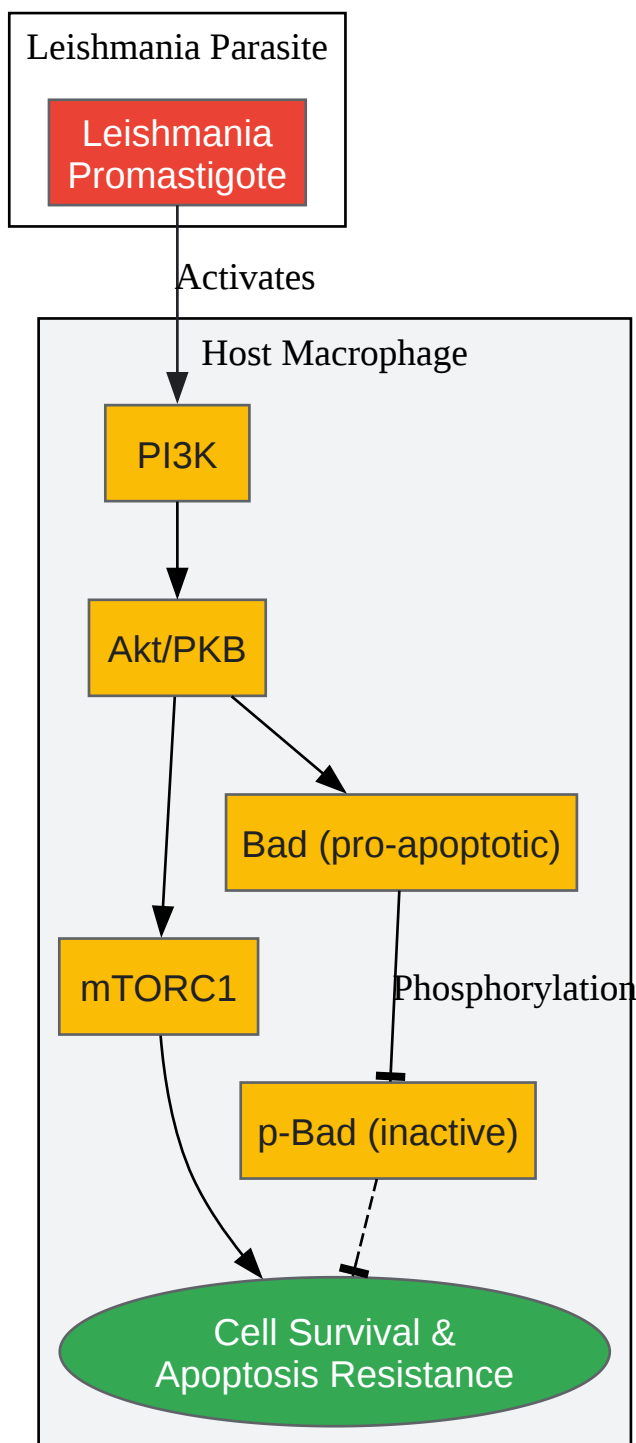 Leishmania Parasite
Leishmania
Promastigote
Activates
Host Macrophage
PI3K
Akt/PKB
Bad (pro-apoptotic)
mTORC1
Phosphorylation
p-Bad (inactive)
Cell Survival &
Apoptosis Resistance